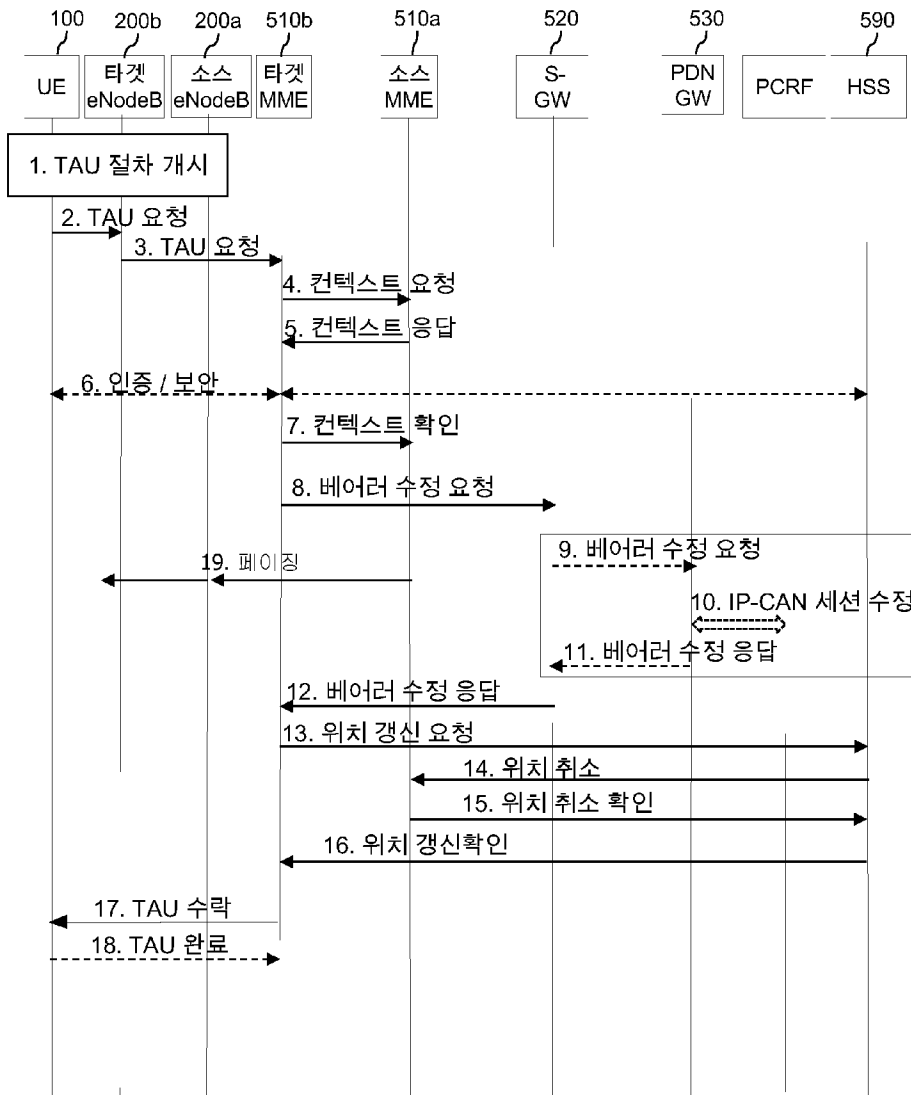 100 200b 200a 510b 510a 520 530 590
UE
타겟
eNodeB
소스
eNodeB
타겟
MME
소스
MME
S-
GW
PDN
GW
PCRF
HSS
1. TAU 절차 개시
2. TAU 요청
3. TAU 요청
4. 컨텍스트 요청
5. 컨텍스트 응답
6. 인증 / 보안
7. 컨텍스트 확인
8. 베어러 수정 요청
9. 베어러 수정 요청
19. 페이징
10. IP-CAN 세션 수정
11. 베어러 수정 응답
12. 베어러 수정 응답
13. 위치 갱신 요청
14. 위치 취소
15. 위치 취소 확인
16. 위치 갱신확인
17. TAU 수락
18. TAU 완료